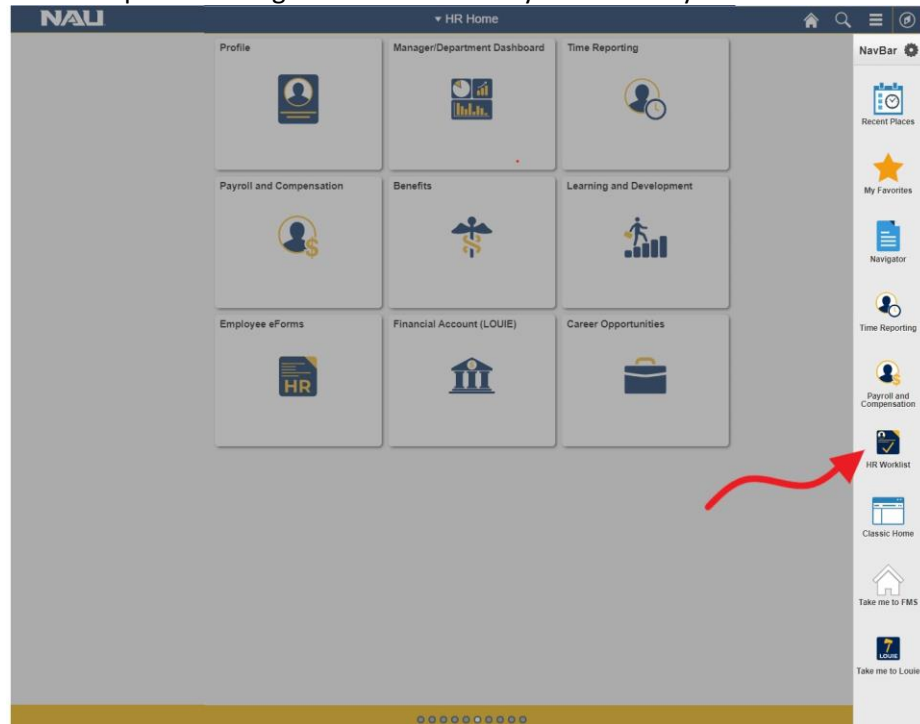 NAU
▾ HR Home
NavBar
Profile
Manager/Department Dashboard
Time Reporting
Payroll and Compensation
Benefits
Learning and Development
Employee eForms
HR
Financial Account (LOUIE)
Career Opportunities
Recent Places
My Favorites
Navigator
Time Reporting
Payroll and
Compensation
HR Worklist
Classic Home
Take me to FMS
LOUIE
Take me to Louie